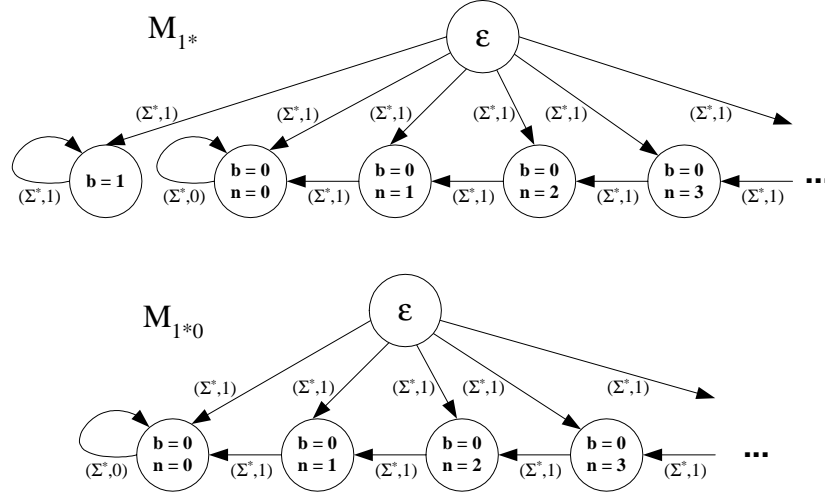 M1*
ε
(Σ*,1) (Σ*,1) (Σ*,1) (Σ*,1) (Σ*,1) (Σ*,1)
b = 1
b = 0 n = 0
b = 0 n = 1
b = 0 n = 2
b = 0 n = 3
...
(Σ*,1) (Σ*,0) (Σ*,1) (Σ*,1) (Σ*,1) (Σ*,1)
M1*0
ε
(Σ*,1) (Σ*,1) (Σ*,1) (Σ*,1) (Σ*,1)
b = 0 n = 0
b = 0 n = 1
b = 0 n = 2
b = 0 n = 3
...
(Σ*,0) (Σ*,1) (Σ*,1) (Σ*,1) (Σ*,1)